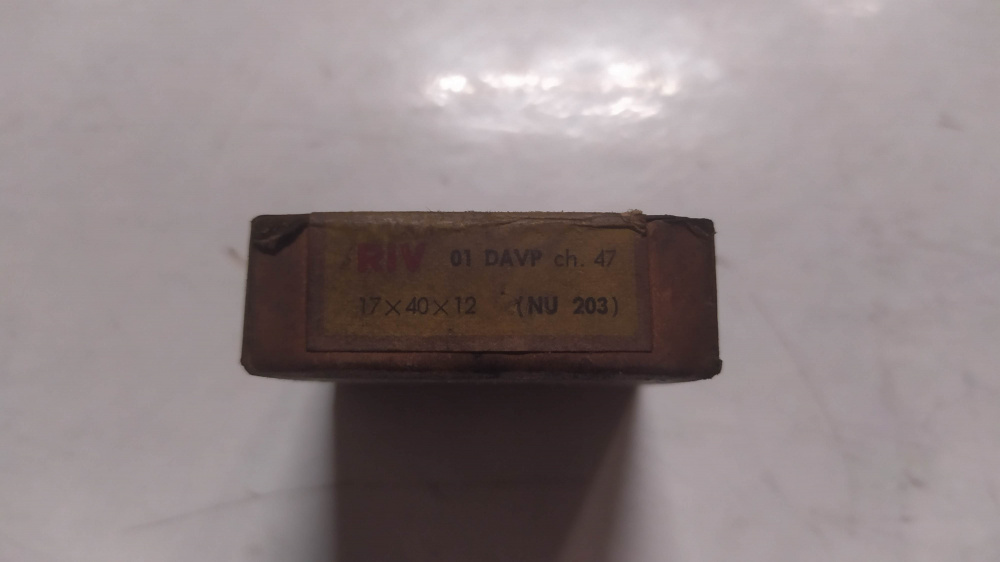 RIV 01 DAVP ch. 47
17×40×12 (NU 203)